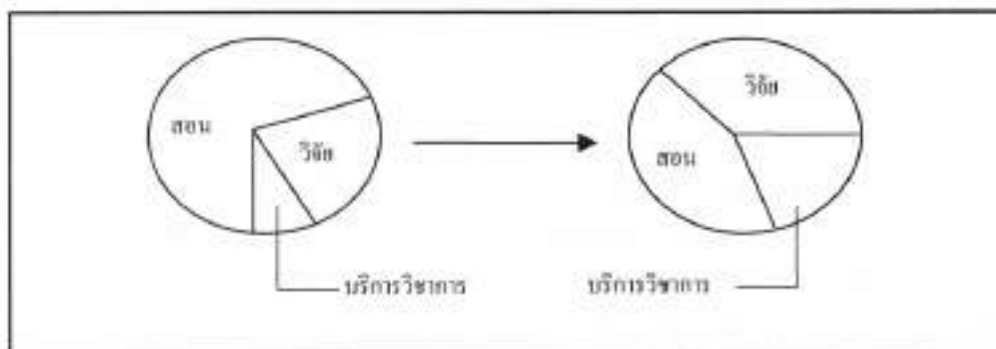 สอน
วิจัย
บริการวิชาการ
วิจัย
สอน
บริการวิชาการ